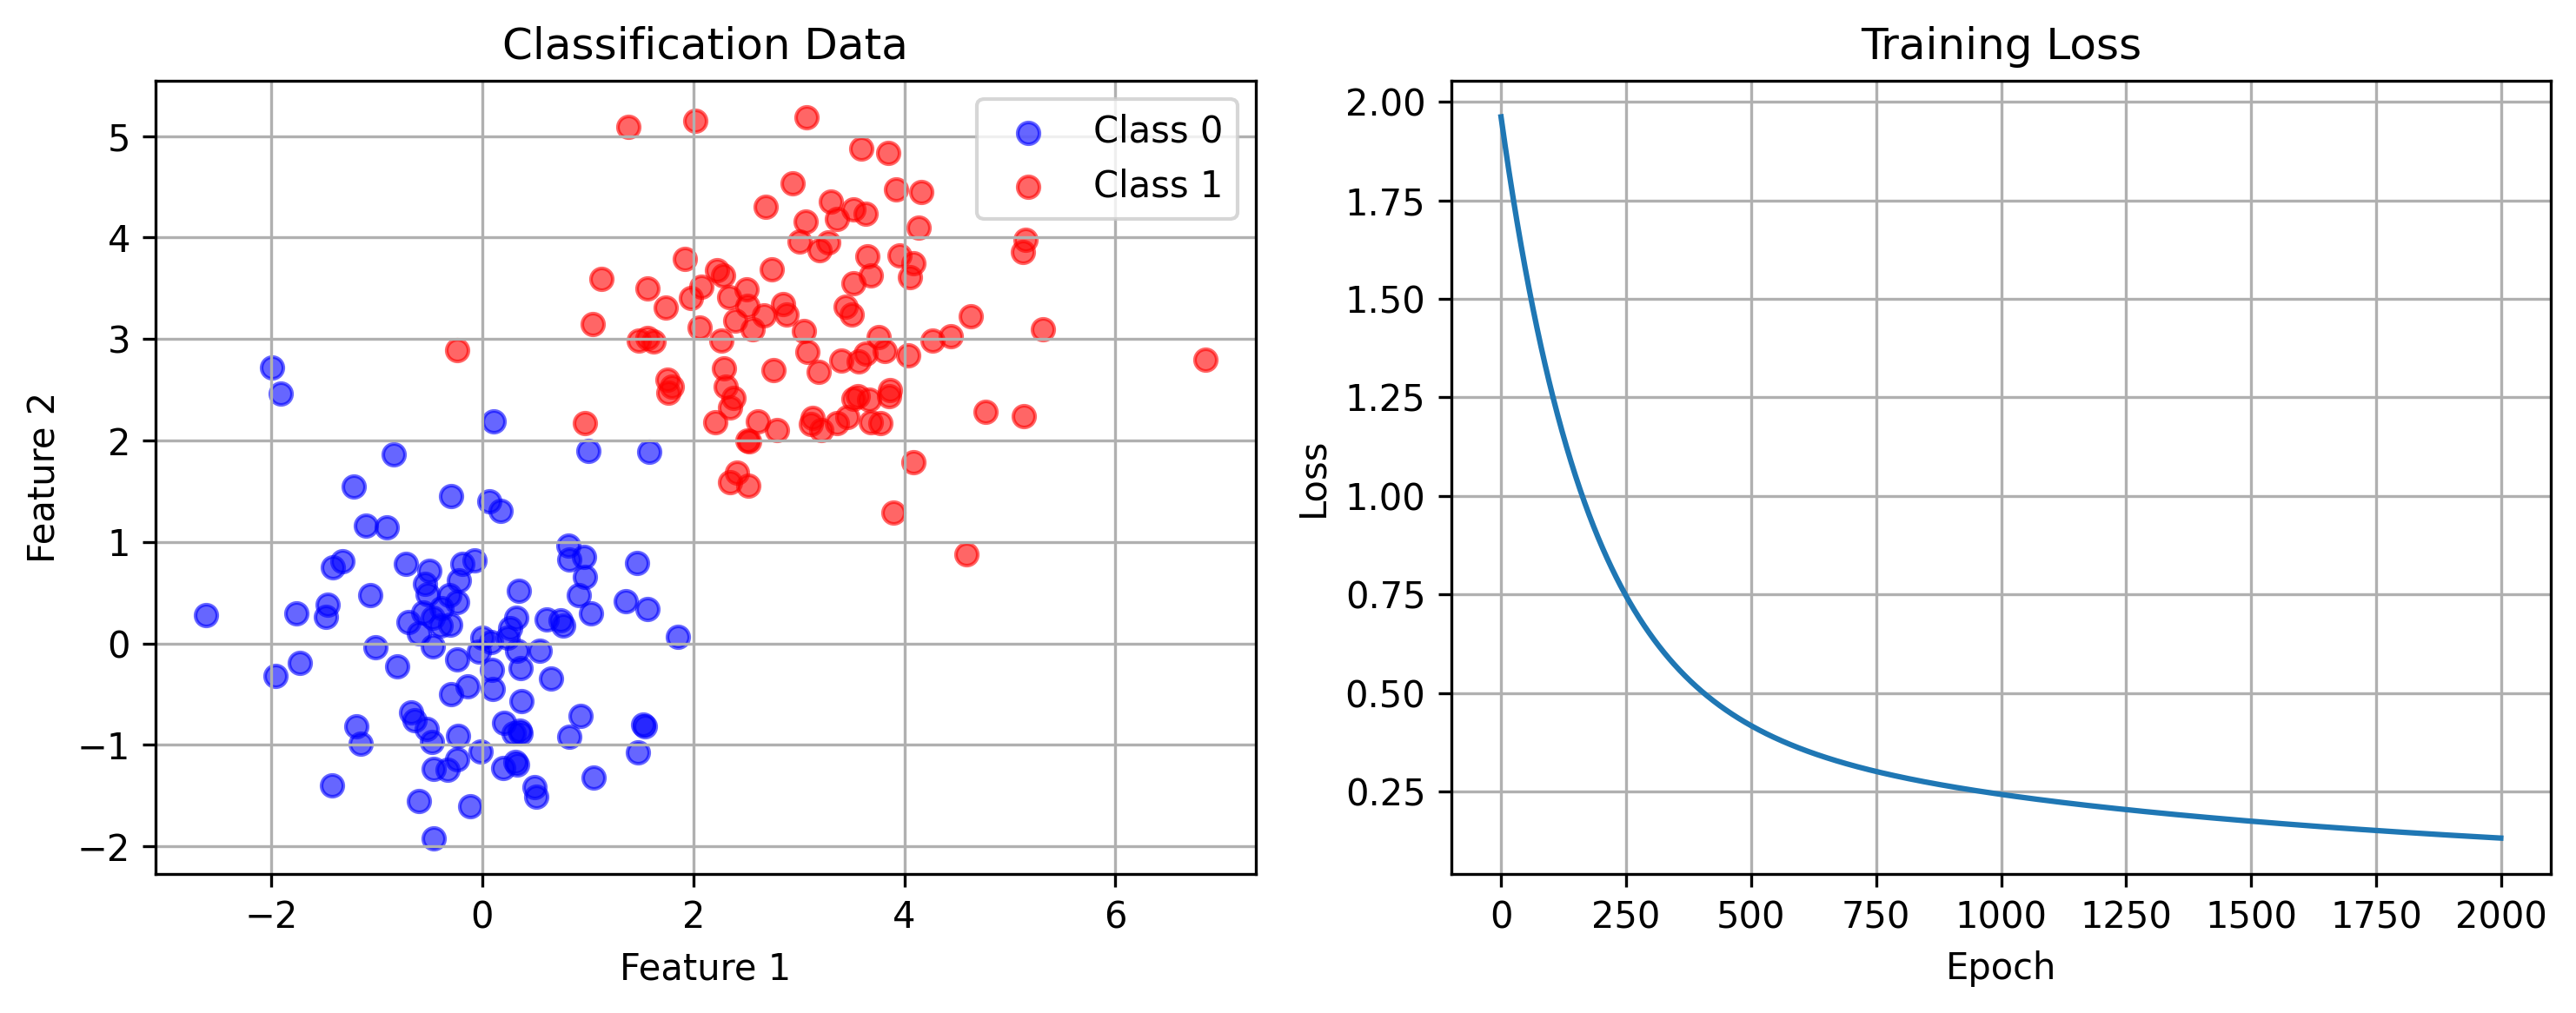 Classification Data
Class 0
Class 1
5
4
3
2
1
0
−1
−2
Feature 2
−2 0 2 4 6
Feature 1
Training Loss
2.00
1.75
1.50
1.25
1.00
0.75
0.50
0.25
Loss
0 250 500 750 1000 1250 1500 1750 2000
Epoch